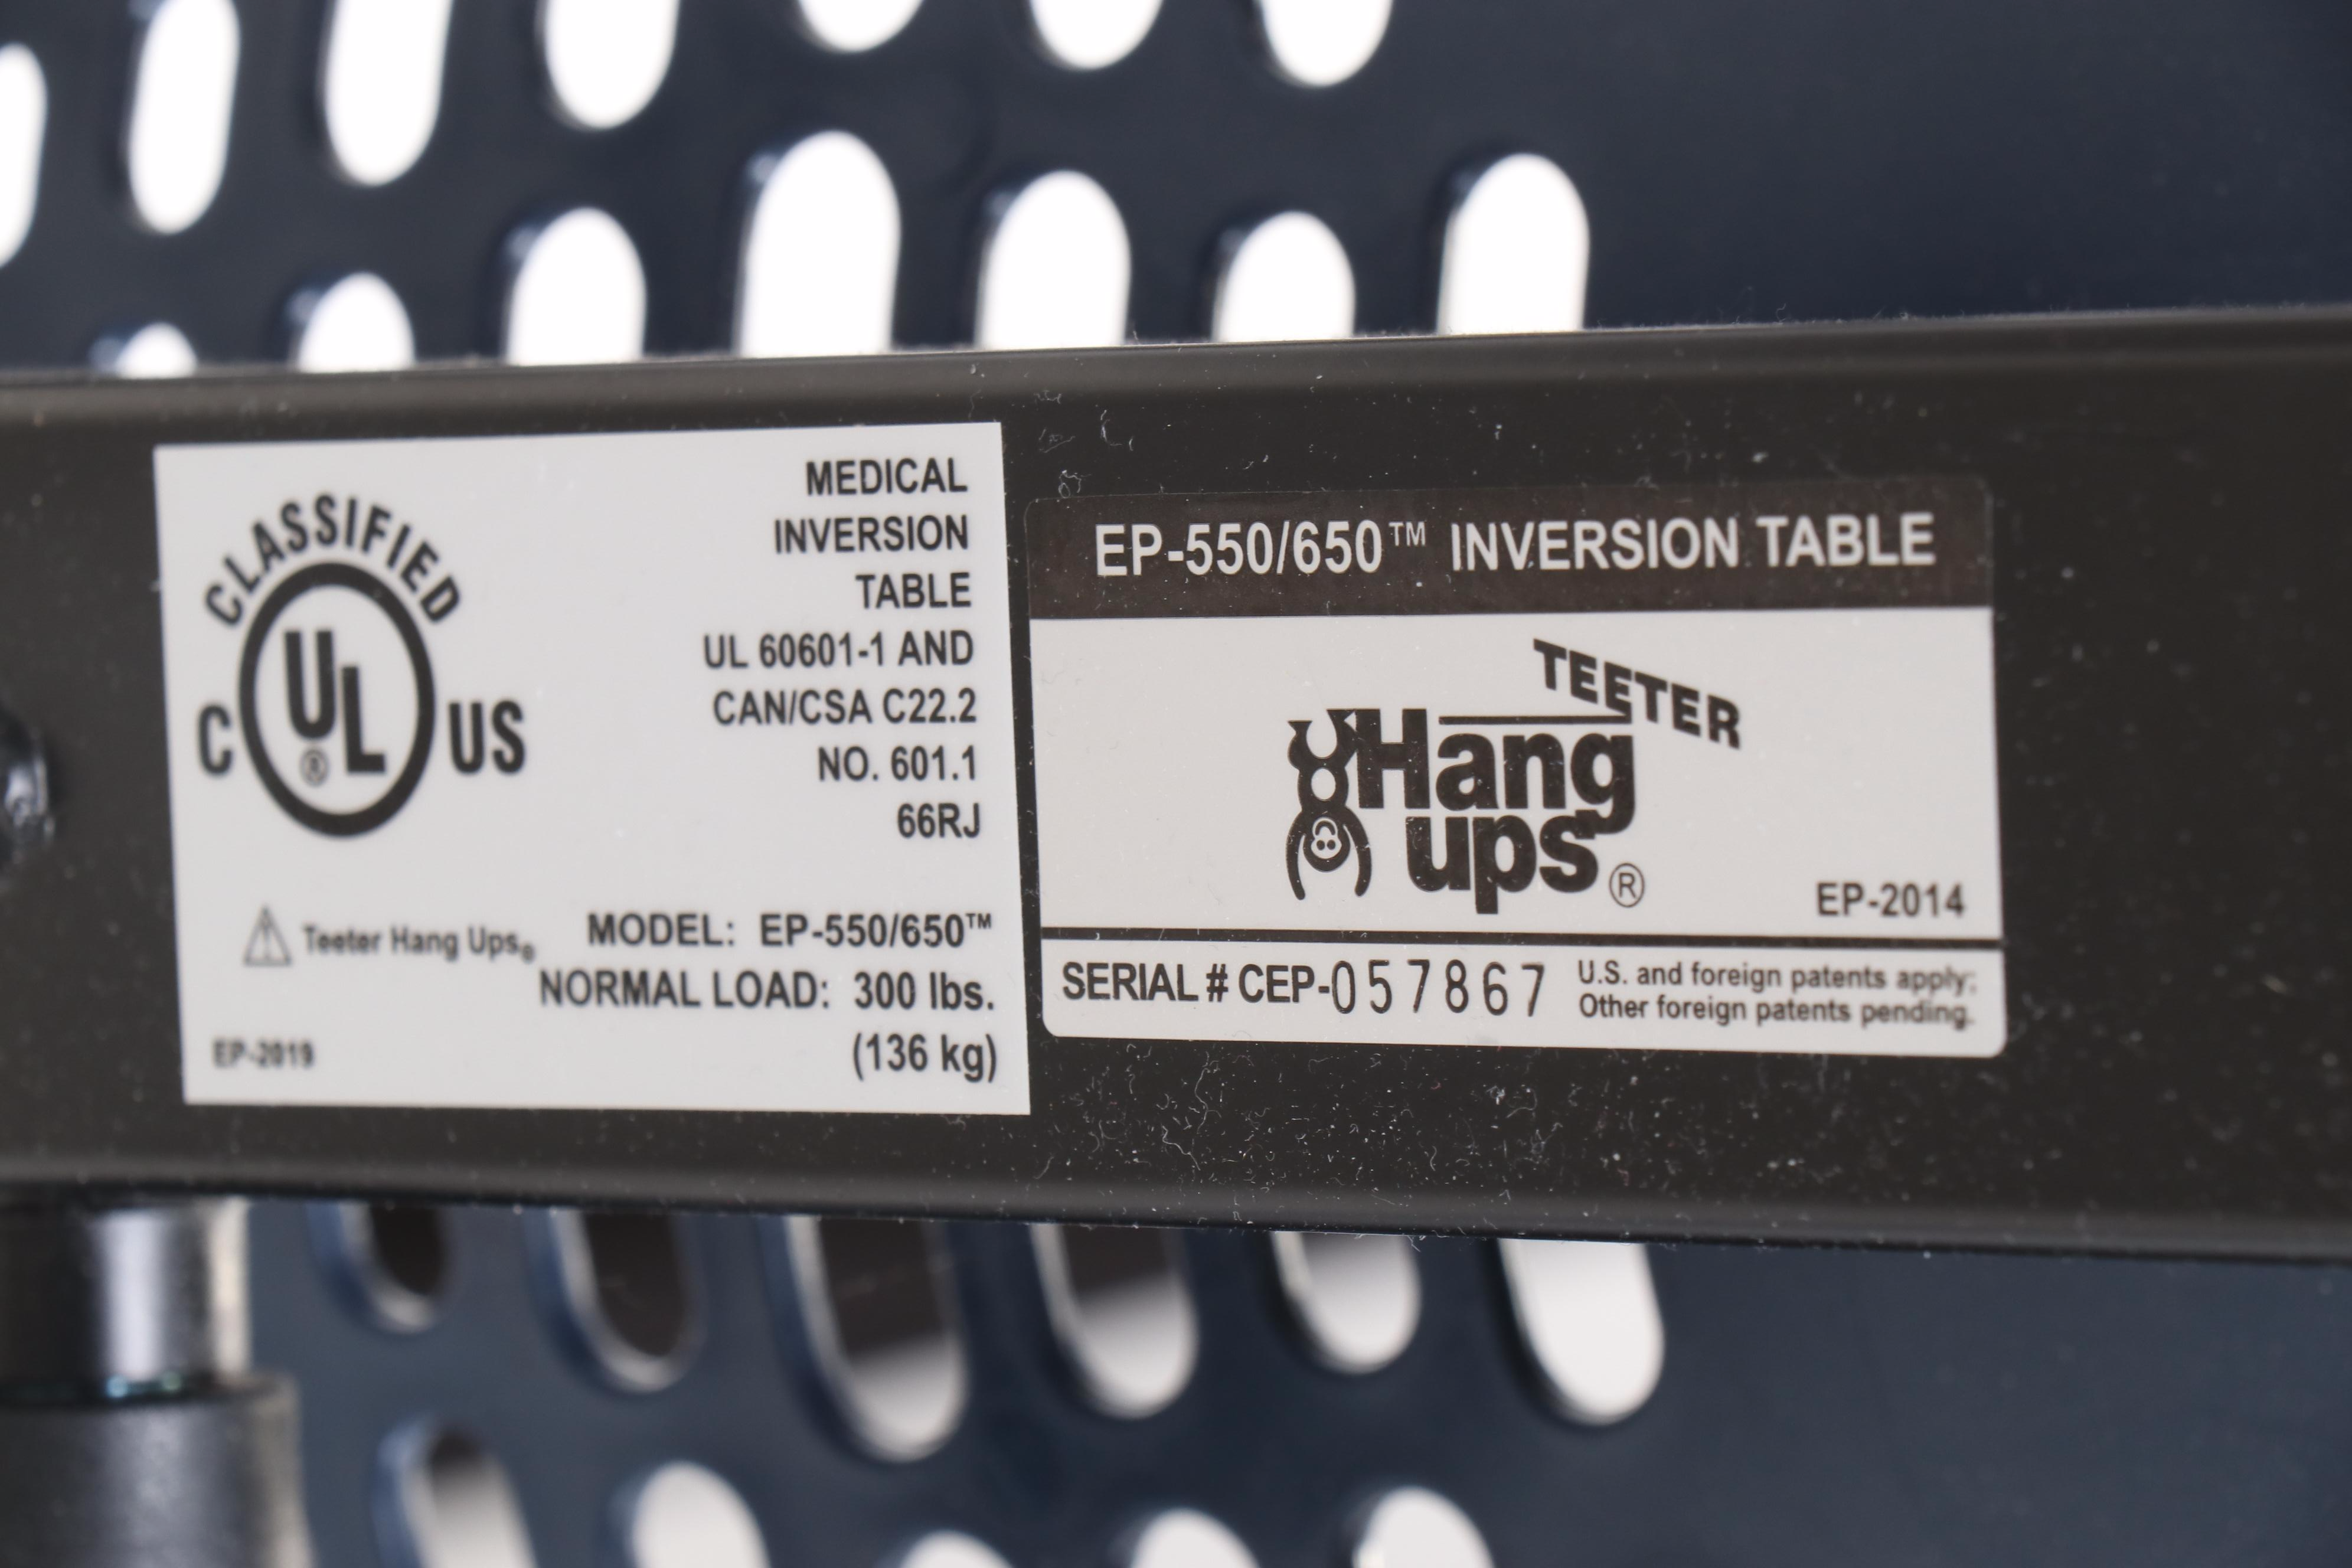 CLASSIFIED
C UL® US
MEDICAL
INVERSION
TABLE
UL 60601-1 AND
CAN/CSA C22.2
NO. 601.1
66RJ
Teeter Hang Ups®
MODEL: EP-550/650™
NORMAL LOAD: 300 lbs.
(136 kg)
EP-2019
EP-550/650™ INVERSION TABLE
TEETER
Hang
ups®
EP-2014
SERIAL # CEP-057867
U.S. and foreign patents apply;
Other foreign patents pending.